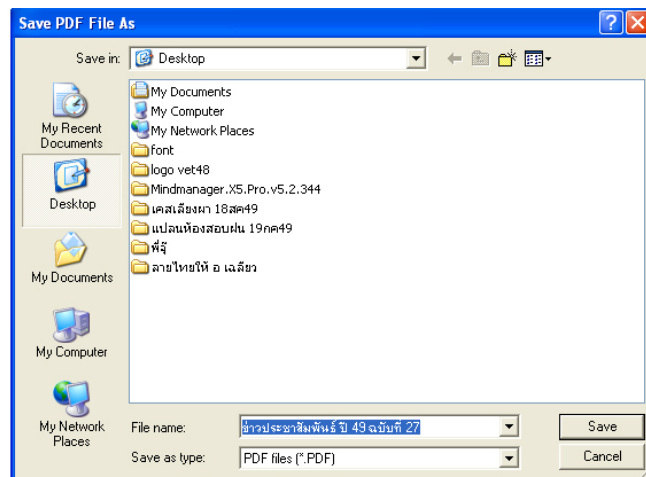 Save PDF File As
Save in: Desktop
My Recent
Documents
Desktop
My Documents
My Computer
My Network
Places
My Documents
My Computer
My Network Places
font
logo vet48
Mindmanager.X5.Pro.v5.2.344
เคสเลียงผา 18สค49
แปลนห้องสอบฝน 19กค49
พี่จุ๊
ลายไทยให้ อ เฉลียว
File name: ข่าวประชาสัมพันธ์ ปี 49 ฉบับที่ 27
Save
Save as type: PDF files (*.PDF)
Cancel